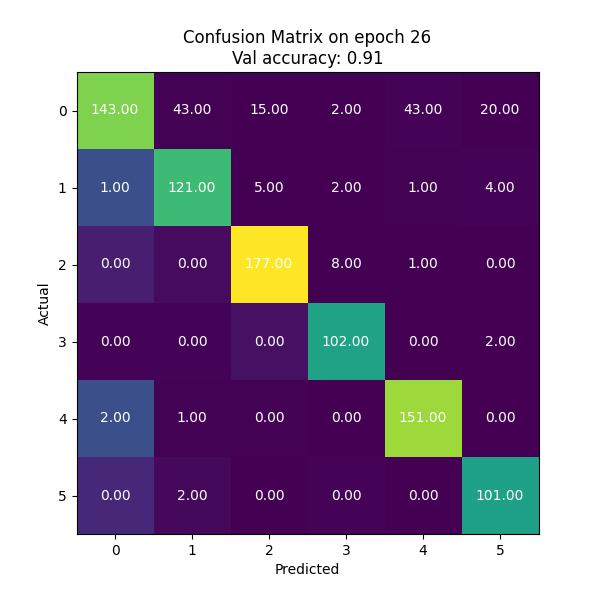 Confusion Matrix on epoch 26
Val accuracy: 0.91
0 143.00 43.00 15.00 2.00 43.00 20.00
1 1.00 121.00 5.00 2.00 1.00 4.00
2 0.00 0.00 177.00 8.00 1.00 0.00
Actual
3 0.00 0.00 0.00 102.00 0.00 2.00
4 2.00 1.00 0.00 0.00 151.00 0.00
5 0.00 2.00 0.00 0.00 0.00 101.00
0 1 2 3 4 5
Predicted